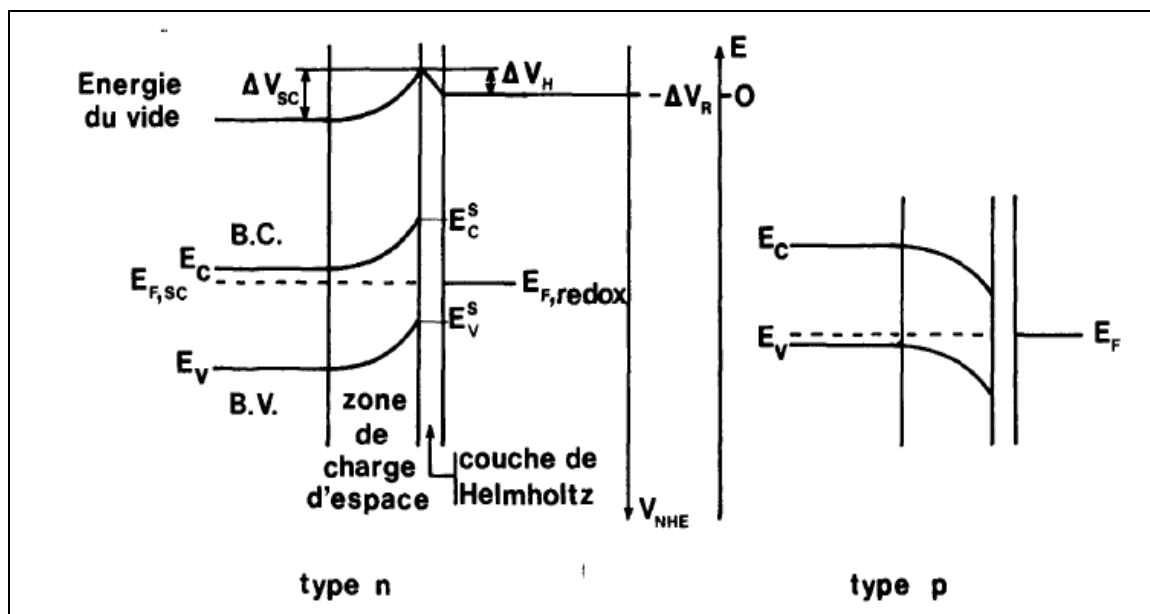 Energie
du vide
ΔV_SC
ΔV_H
-ΔV_R
E
O
B.C.
E_C
E_F,SC
E_C^S
E_F,redox
E_V^S
E_V
B.V.
zone
de
charge
d'espace
couche de
Helmholtz
V_NHE
type n
E_C
E_V
E_F
type p